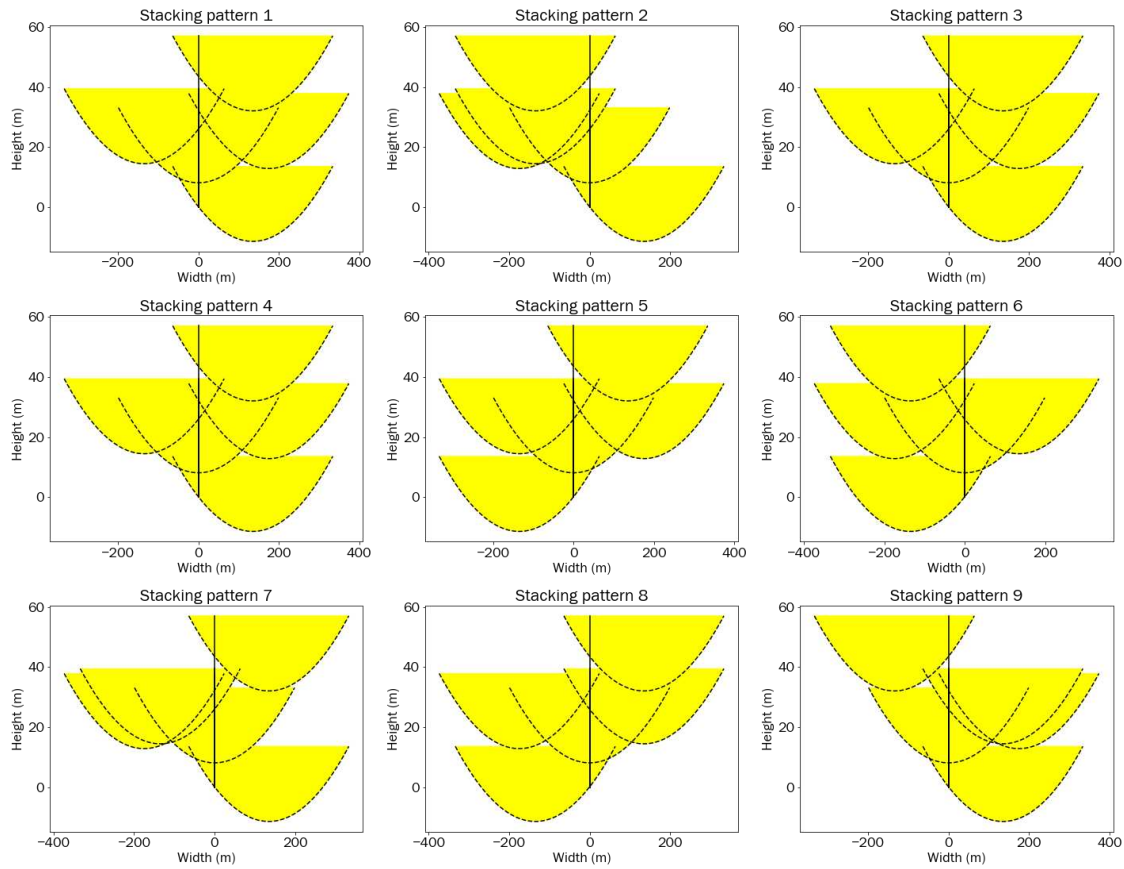 Stacking pattern 1
Stacking pattern 2
Stacking pattern 3
60
40
20
0
Height (m)
−200
0
200
400
Width (m)
60
40
20
0
Height (m)
−400
−200
0
200
Width (m)
60
40
20
0
Height (m)
−200
0
200
400
Width (m)
Stacking pattern 4
Stacking pattern 5
Stacking pattern 6
60
40
20
0
Height (m)
−200
0
200
400
Width (m)
60
40
20
0
Height (m)
−200
0
200
400
Width (m)
60
40
20
0
Height (m)
−400
−200
0
200
Width (m)
Stacking pattern 7
Stacking pattern 8
Stacking pattern 9
60
40
20
0
Height (m)
−400
−200
0
200
Width (m)
60
40
20
0
Height (m)
−400
−200
0
200
Width (m)
60
40
20
0
Height (m)
−200
0
200
400
Width (m)